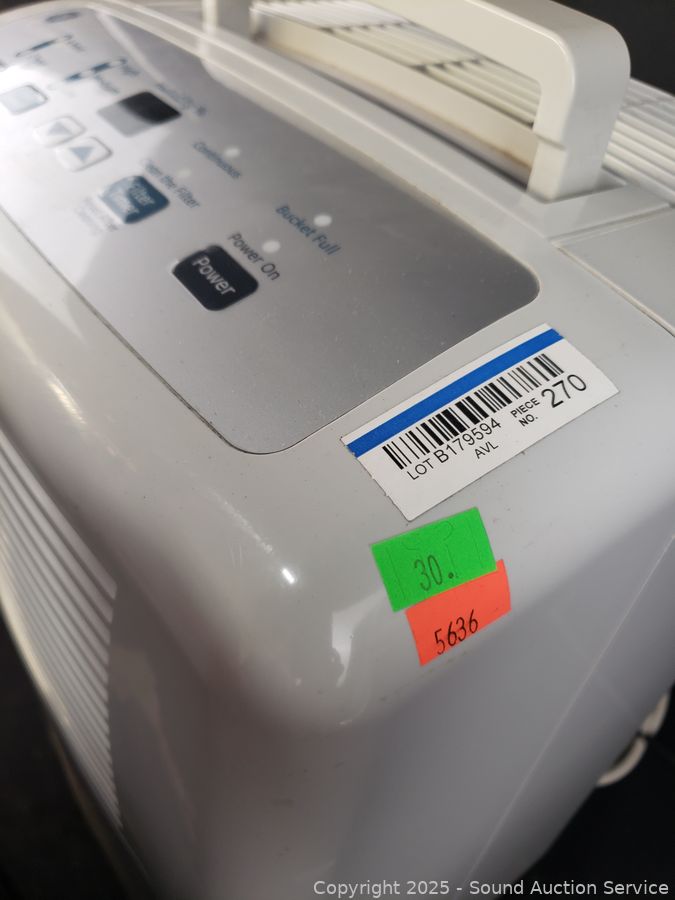 Continuous
Clean the Filter
Bucket Full
Power On
Power
LOT B179594
AVL
PIECE
NO. 270
30.
5636
Copyright 2025 - Sound Auction Service